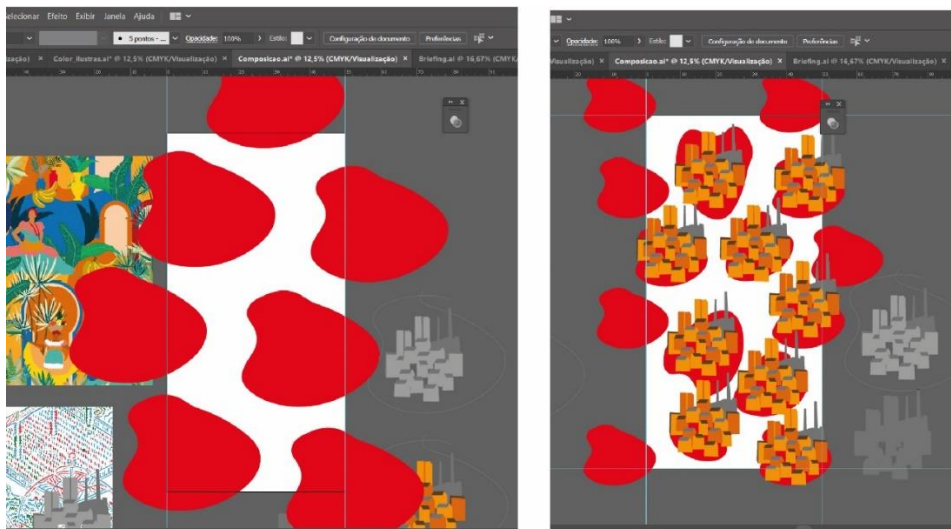 Selecionar Efeito Exibir Janela Ajuda
5 pontos - ... Opacidade: 100% Estilo: Configuração de documento Preferências
Color_ilustras.ai* @ 12,5% (CMYK/Visualização) × Composicao.ai* @ 12,5% (CMYK/Visualização) × Briefing.ai @ 16,67% (CMYK/Visualização) ×
Opacidade: 100% Estilo: Configuração de documento Preferências
Visualização) × Composicao.ai* @ 12,5% (CMYK/Visualização) × Briefing.ai @ 16,67% (CMYK/Visualização) ×